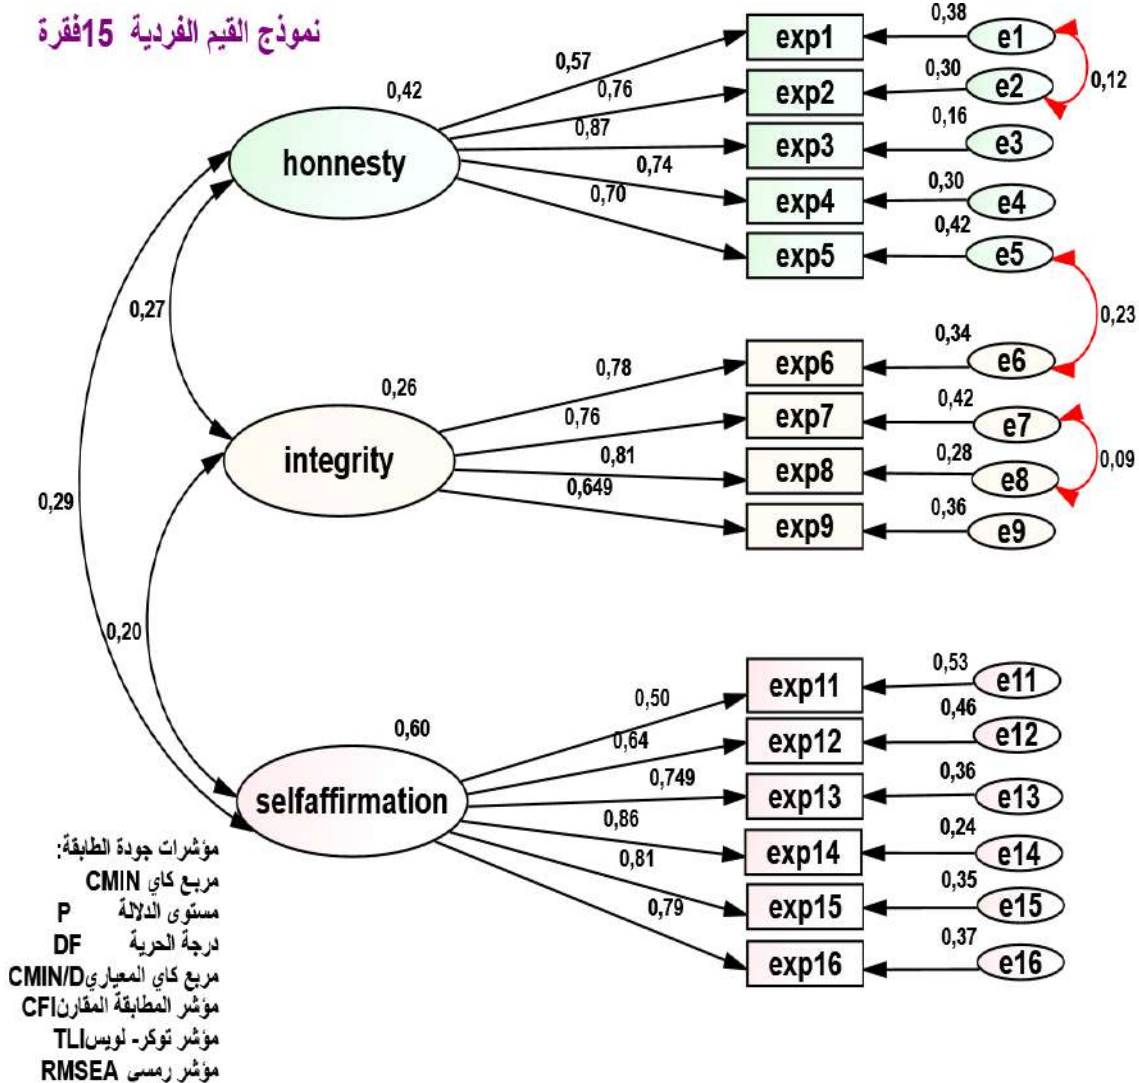 نموذج القيم الفردية 15فقرة
0,42
honnesty
0,57
0,76
0,87
0,74
0,70
exp1
exp2
exp3
exp4
exp5
0,38
0,30
0,16
0,30
0,42
e1
e2
e3
e4
e5
0,12
0,23
0,27
0,26
integrity
0,78
0,76
0,81
0,649
exp6
exp7
exp8
exp9
0,34
0,42
0,28
0,36
e6
e7
e8
e9
0,09
0,29
0,20
0,60
selfaffirmation
0,50
0,64
0,749
0,86
0,81
0,79
exp11
exp12
exp13
exp14
exp15
exp16
0,53
0,46
0,36
0,24
0,35
0,37
e11
e12
e13
e14
e15
e16
مؤشرات جودة الطابقة:
مربع كاي CMIN
مستوى الدلالة P
درجة الحرية DF
مربع كاي المعياري CMIN/D
مؤشر المطابقة المقارن CFI
مؤشر توكر- لويس TLI
مؤشر رمسي RMSEA